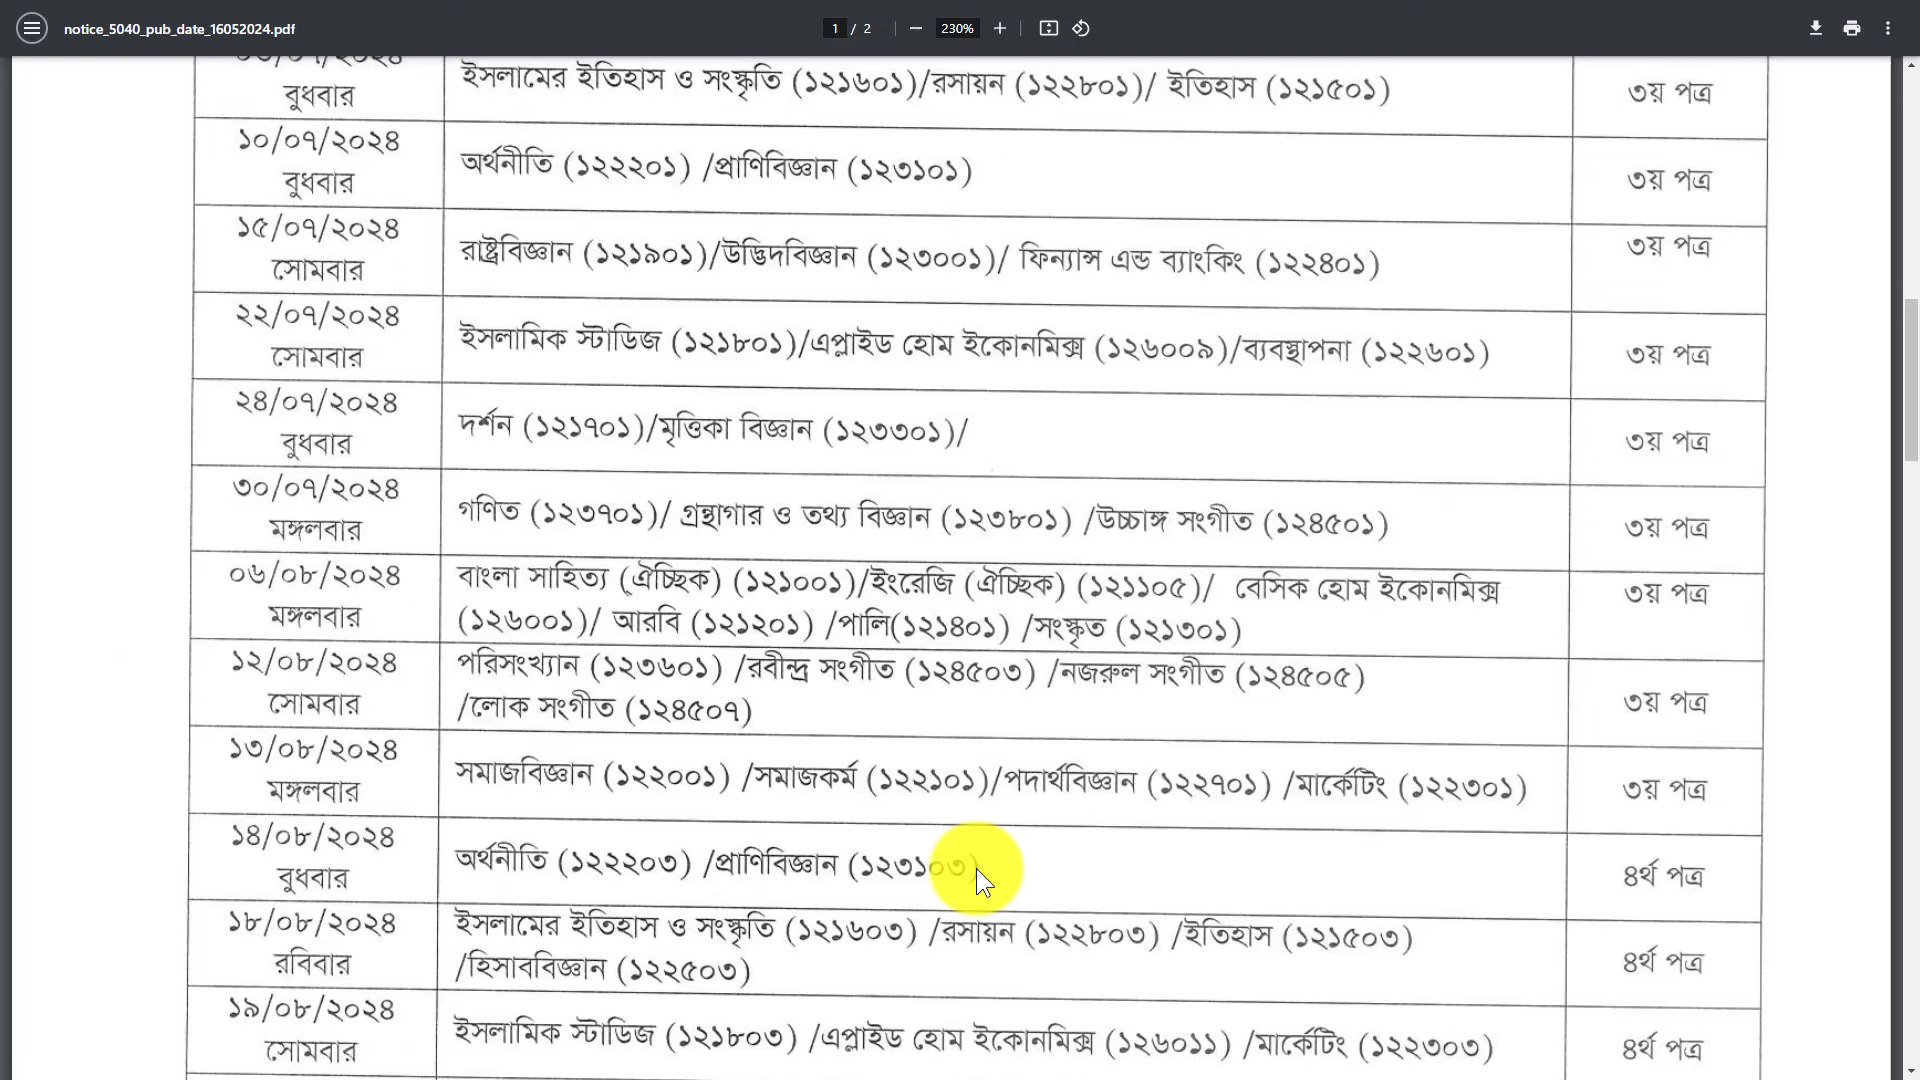 notice_5040_pub_date_16052024.pdf
1 / 2
230%
বুধবার
ইসলামের ইতিহাস ও সংস্কৃতি (১২১৬০১)/রসায়ন (১২২৮০১)/ ইতিহাস (১২১৫০১)
৩য় পত্র
১০/০৭/২০২৪
বুধবার
অর্থনীতি (১২২২০১) /প্রাণিবিজ্ঞান (১২৩১০১)
৩য় পত্র
১৫/০৭/২০২৪
সোমবার
রাষ্ট্রবিজ্ঞান (১২১৯০১)/উদ্ভিদবিজ্ঞান (১২৩০০১)/ ফিন্যান্স এন্ড ব্যাংকিং (১২২৪০১)
৩য় পত্র
২২/০৭/২০২৪
সোমবার
ইসলামিক স্টাডিজ (১২১৮০১)/এপ্লাইড হোম ইকোনমিক্স (১২৬০০৯)/ব্যবস্থাপনা (১২২৬০১)
৩য় পত্র
২৪/০৭/২০২৪
বুধবার
দর্শন (১২১৭০১)/মৃত্তিকা বিজ্ঞান (১২৩৩০১)/
৩য় পত্র
৩০/০৭/২০২৪
মঙ্গলবার
গণিত (১২৩৭০১)/ গ্রন্থাগার ও তথ্য বিজ্ঞান (১২৩৮০১) /উচ্চাঙ্গ সংগীত (১২৪৫০১)
৩য় পত্র
০৬/০৮/২০২৪
মঙ্গলবার
বাংলা সাহিত্য (ঐচ্ছিক) (১২১০০১)/ইংরেজি (ঐচ্ছিক) (১২১১০৫)/ বেসিক হোম ইকোনমিক্স
(১২৬০০১)/ আরবি (১২১২০১) /পালি(১২১৪০১) /সংস্কৃত (১২১৩০১)
৩য় পত্র
১২/০৮/২০২৪
সোমবার
পরিসংখ্যান (১২৩৬০১) /রবীন্দ্র সংগীত (১২৪৫০৩) /নজরুল সংগীত (১২৪৫০৫)
/লোক সংগীত (১২৪৫০৭)
৩য় পত্র
১৩/০৮/২০২৪
মঙ্গলবার
সমাজবিজ্ঞান (১২২০০১) /সমাজকর্ম (১২২১০১)/পদার্থবিজ্ঞান (১২২৭০১) /মার্কেটিং (১২২৩০১)
৩য় পত্র
১৪/০৮/২০২৪
বুধবার
অর্থনীতি (১২২২০৩) /প্রাণিবিজ্ঞান (১২৩১০৩)
৪র্থ পত্র
১৮/০৮/২০২৪
রবিবার
ইসলামের ইতিহাস ও সংস্কৃতি (১২১৬০৩) /রসায়ন (১২২৮০৩) /ইতিহাস (১২১৫০৩)
/হিসাববিজ্ঞান (১২২৫০৩)
৪র্থ পত্র
১৯/০৮/২০২৪
সোমবার
ইসলামিক স্টাডিজ (১২১৮০৩) /এপ্লাইড হোম ইকোনমিক্স (১২৬০১১) /মার্কেটিং (১২২৩০৩)
৪র্থ পত্র